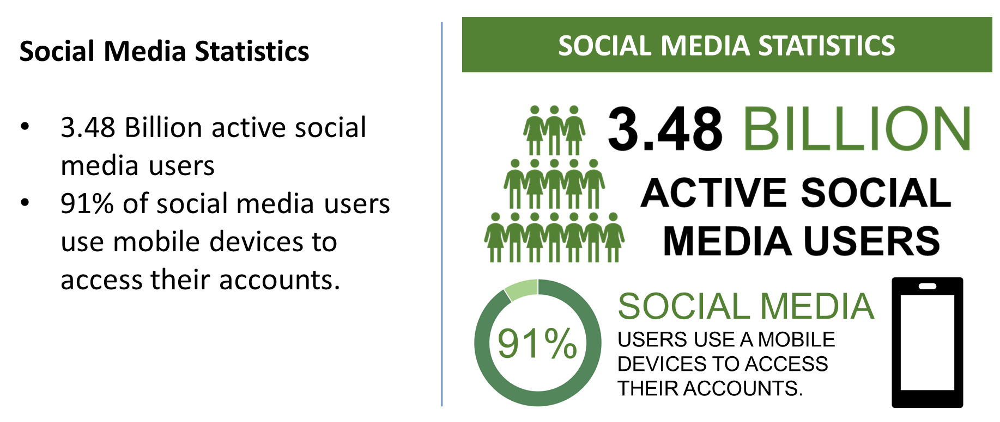 Social Media Statistics
• 3.48 Billion active social
media users
• 91% of social media users
use mobile devices to
access their accounts.
SOCIAL MEDIA STATISTICS
3.48 BILLION
ACTIVE SOCIAL
MEDIA USERS
91%
SOCIAL MEDIA
USERS USE A MOBILE
DEVICES TO ACCESS
THEIR ACCOUNTS.